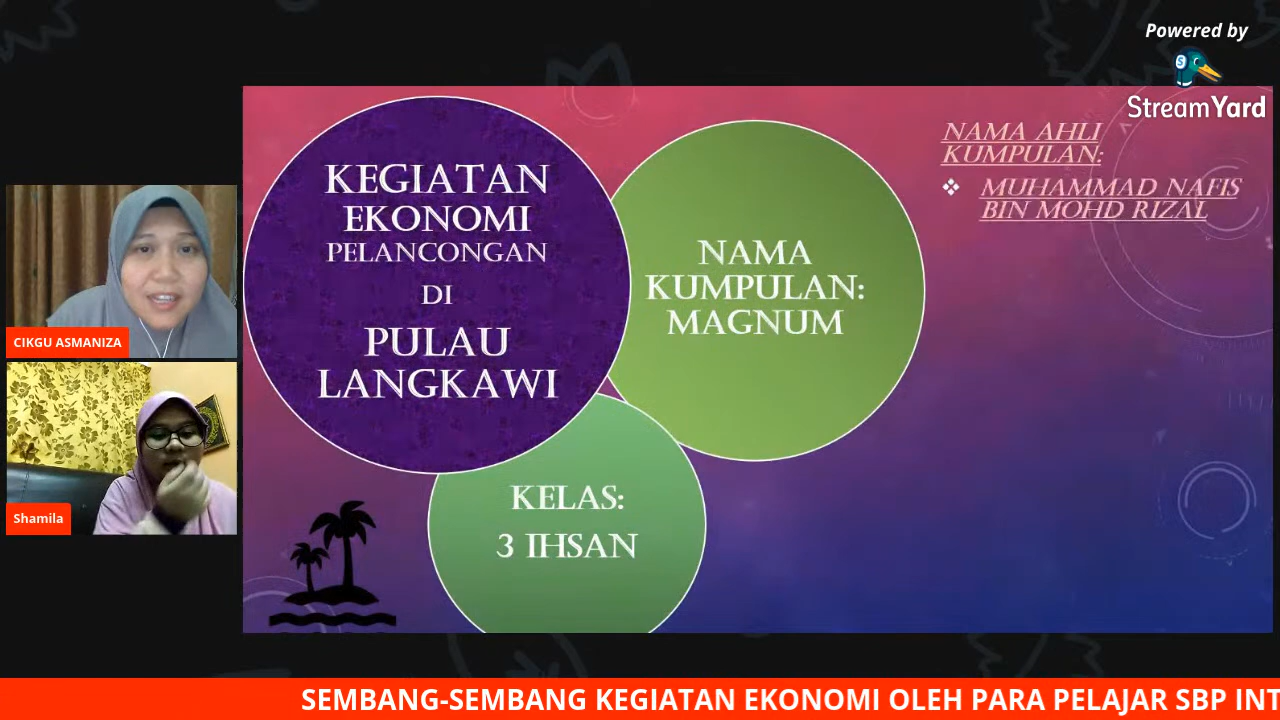 Powered by
StreamYard
KEGIATAN
EKONOMI
PELANCONGAN
DI
PULAU
LANGKAWI
NAMA
KUMPULAN:
MAGNUM
KELAS:
3 IHSAN
NAMA AHLI
KUMPULAN:
❖ MUHAMMAD NAFIS
BIN MOHD RIZAL
CIKGU ASMANIZA
Shamila
SEMBANG-SEMBANG KEGIATAN EKONOMI OLEH PARA PELAJAR SBP INT